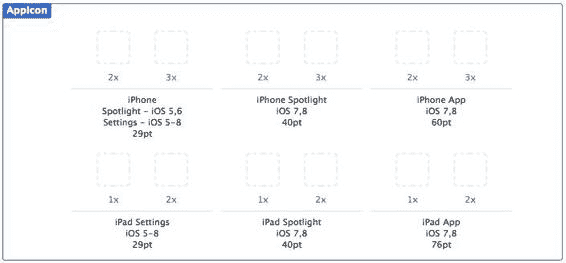 AppIcon
2x 3x 2x 3x 2x 3x
iPhone iPhone Spotlight iPhone App
Spotlight - iOS 5,6 iOS 7,8 iOS 7,8
Settings - iOS 5-8 40pt 60pt
29pt
1x 2x 1x 2x 1x 2x
iPad Settings iPad Spotlight iPad App
iOS 5-8 iOS 7,8 iOS 7,8
29pt 40pt 76pt